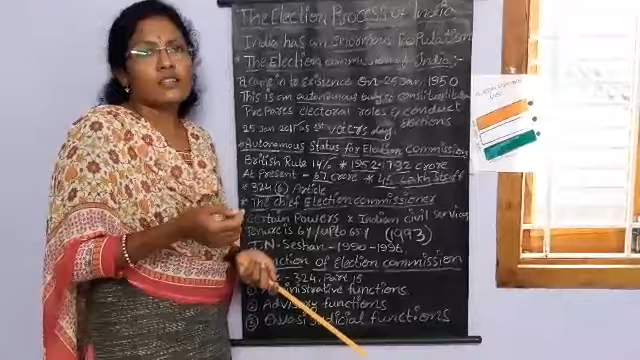 The Election Process of India
India has an enormous Population
* The Election commission of India :-
It came in to existence on-25 Jan 1950
This is an autonomous body
Prepares electoral roles & conduct
25 Jan 2011 1st voters day, elections
* Autonomous Status for Election commission
British Rule 14% * 1952-17.32 crore
At Present - 67 crore * 45 Lakh Staff
* 324 (6) Article
* The chief Election commissioner
certain Powers * Indian civil Services
Tenure is 6Y/upto 65Y (1993)
T.N. Seshan - 1990 - 1996
Function of Election commission
- 324, Part 15
① Administrative functions.
② Advisory functions
③ Quasi judicial functions